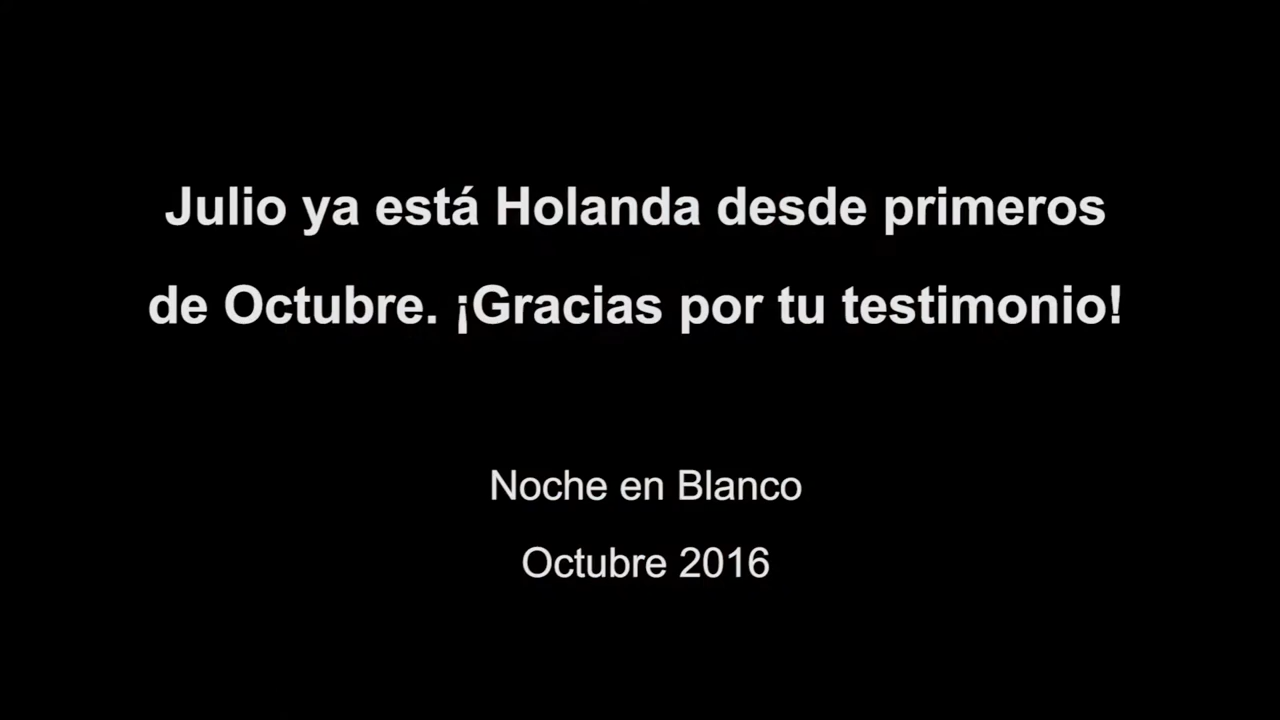 Julio ya está Holanda desde primeros
de Octubre. ¡Gracias por tu testimonio!
Noche en Blanco
Octubre 2016